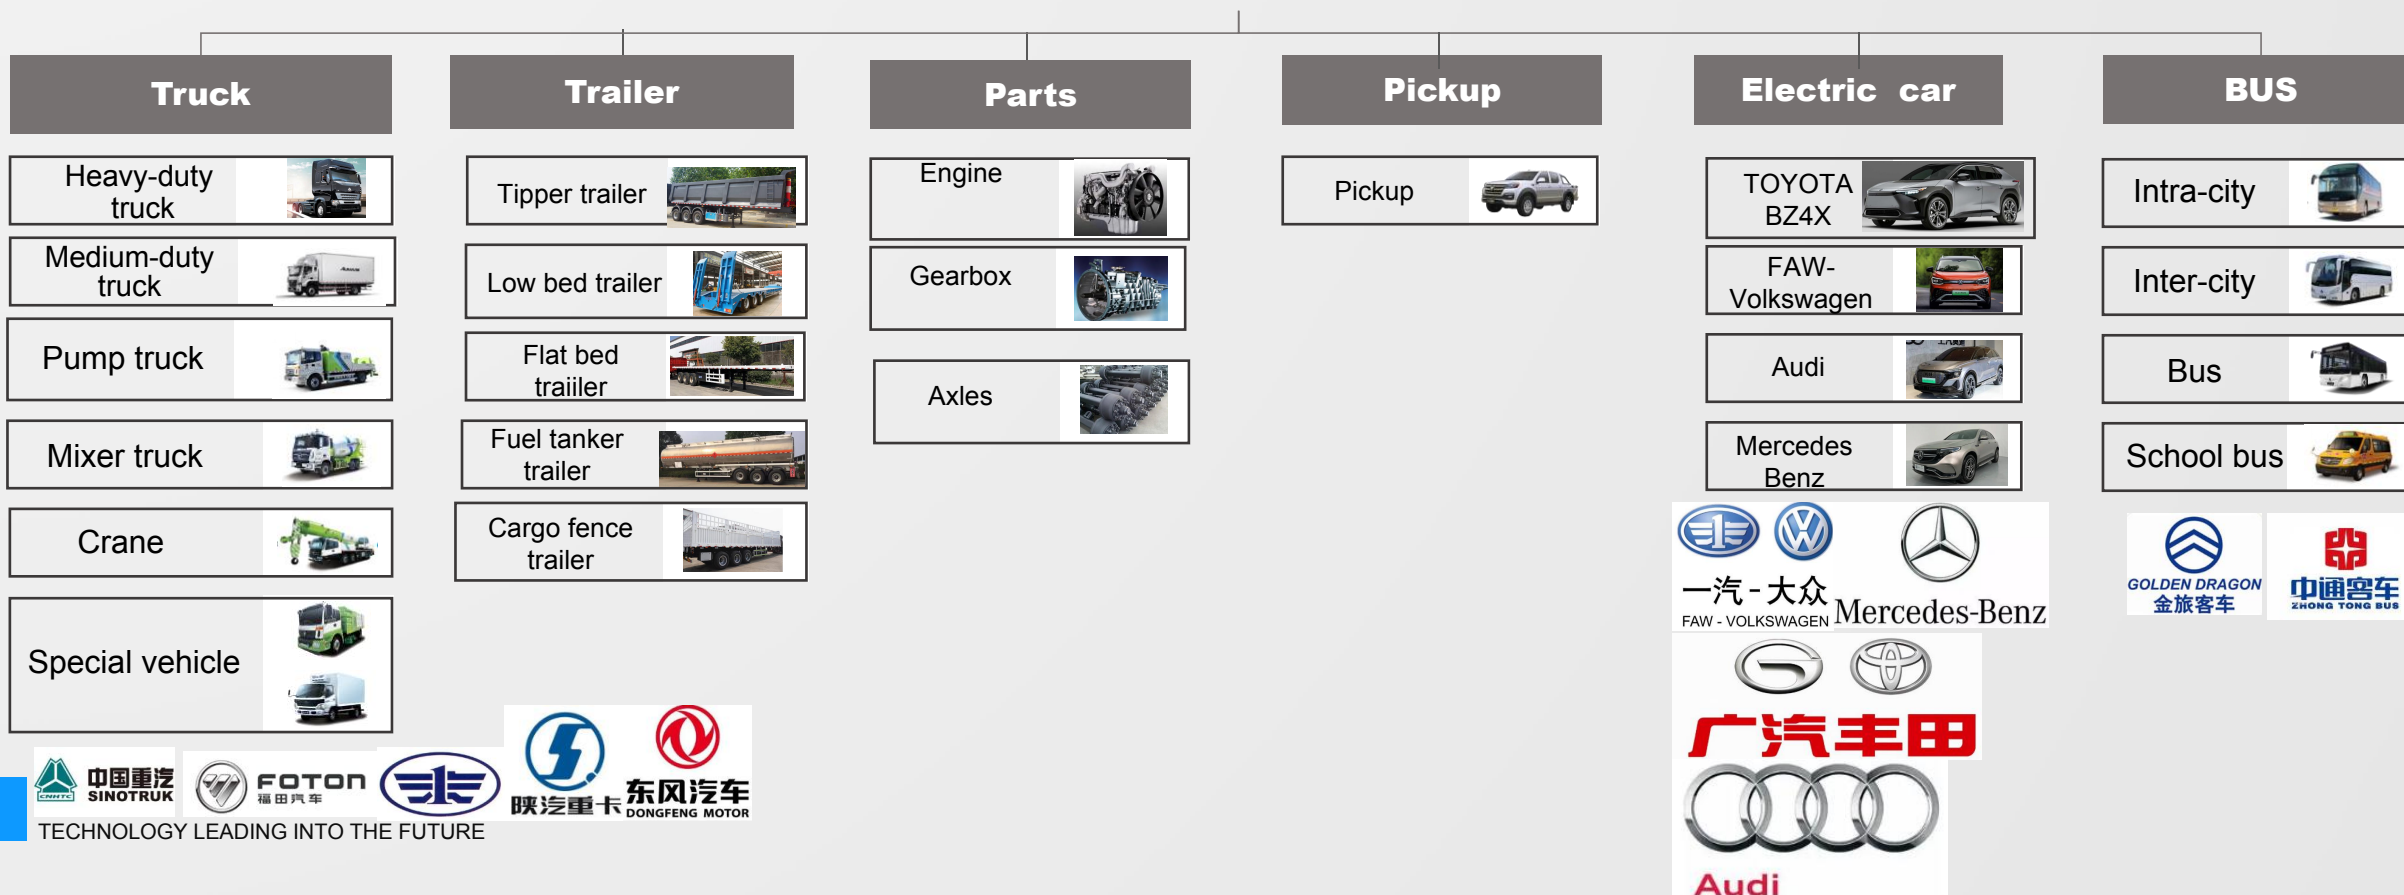 Truck
Heavy-duty
truck
Medium-duty
truck
Pump truck
Mixer truck
Crane
Special vehicle
Trailer
Tipper trailer
Low bed trailer
Flat bed
traiiler
Fuel tanker
trailer
Cargo fence
trailer
Parts
Engine
Gearbox
Axles
Pickup
Pickup
Electric car
TOYOTA
BZ4X
FAW-
Volkswagen
Audi
Mercedes
Benz
一汽-大众
FAW - VOLKSWAGEN
Mercedes-Benz
广汽丰田
Audi
BUS
Intra-city
Inter-city
Bus
School bus
GOLDEN DRAGON
金旅客车
中通客车
ZHONG TONG BUS
CNHTC
中国重汽
SINOTRUK
FOTON
福田汽车
陕汽重卡
东风汽车
DONGFENG MOTOR
TECHNOLOGY LEADING INTO THE FUTURE